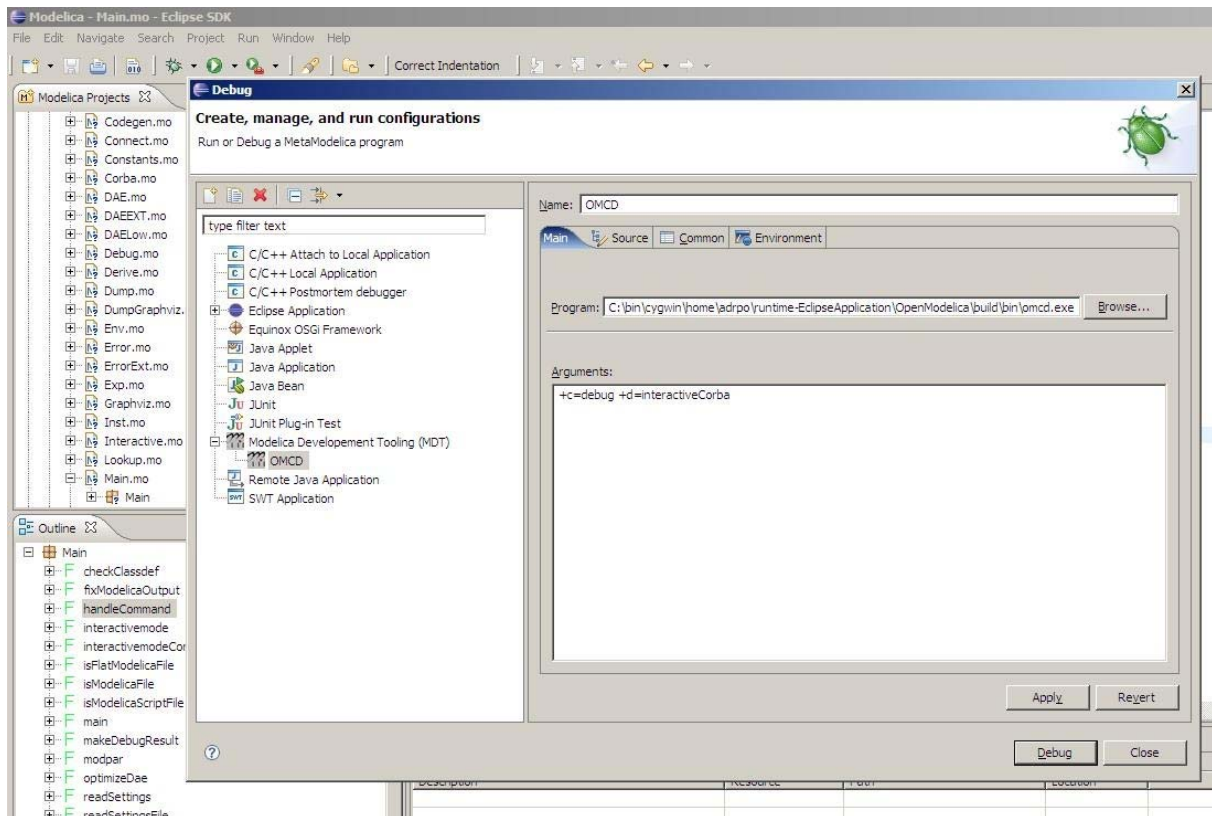 Modelica - Main.mo - Eclipse SDK
File Edit Navigate Search Project Run Window Help
010
Correct Indentation
Modelica Projects
Codegen.mo
Connect.mo
Constants.mo
Corba.mo
DAE.mo
DAEEXT.mo
DAELow.mo
Debug.mo
Derive.mo
Dump.mo
DumpGraphviz.
Env.mo
Error.mo
ErrorExt.mo
Exp.mo
Graphviz.mo
Inst.mo
Interactive.mo
Lookup.mo
Main.mo
Main
Outline
Main
checkClassdef
fixModelicaOutput
handleCommand
interactivemode
interactivemodeCor
isFlatModelicaFile
isModelicaFile
isModelicaScriptFile
main
makeDebugResult
modpar
optimizeDae
readSettings
readSettingsFile
Debug
Create, manage, and run configurations
Run or Debug a MetaModelica program
type filter text
C/C++ Attach to Local Application
C/C++ Local Application
C/C++ Postmortem debugger
Eclipse Application
Equinox OSGi Framework
Java Applet
Java Application
Java Bean
JUnit
JUnit Plug-in Test
Modelica Developement Tooling (MDT)
OMCD
Remote Java Application
SWT Application
Name: OMCD
Main Source Common Environment
Program: C:\bin\cygwin\home\adrpo\runtime-EclipseApplication\OpenModelica\build\bin\omcd.exe Browse...
Arguments:
+c=debug +d=interactiveCorba
Apply Revert
Debug Close
Description Resource Path Location